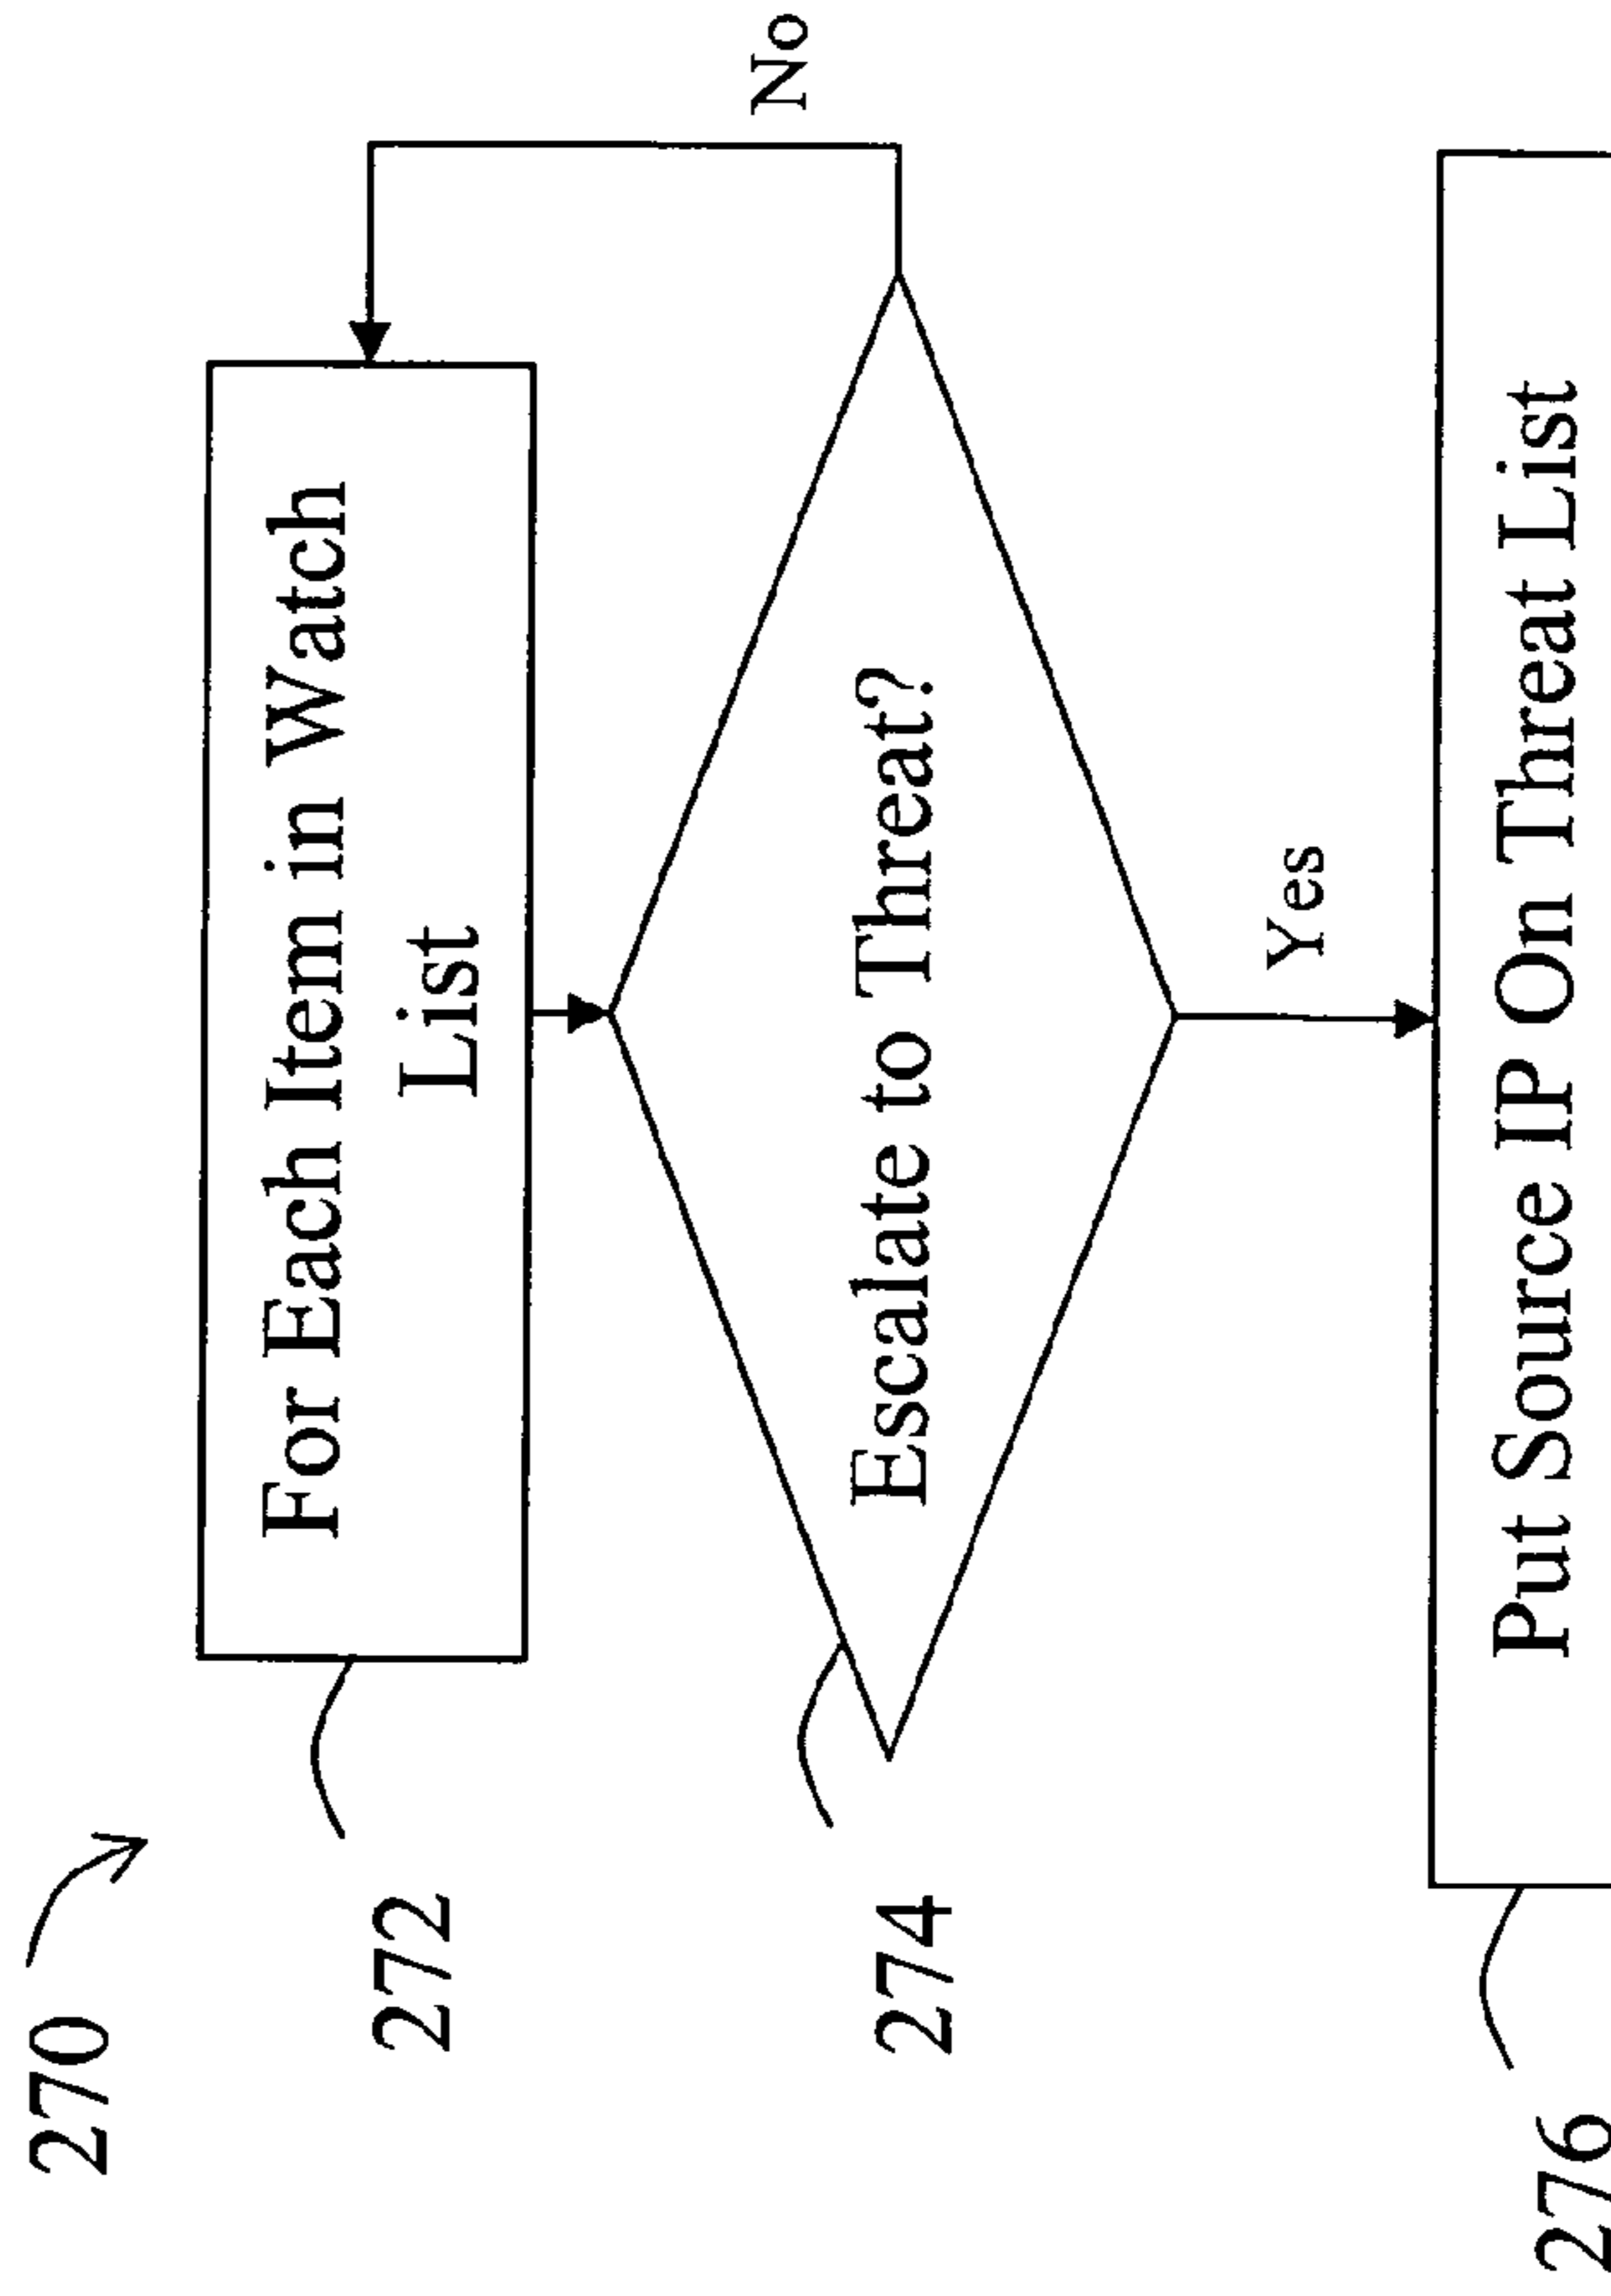 270
272
For Each Item in Watch
List
No
274
Escalate to Threat?
Yes
276
Put Source IP On Threat List